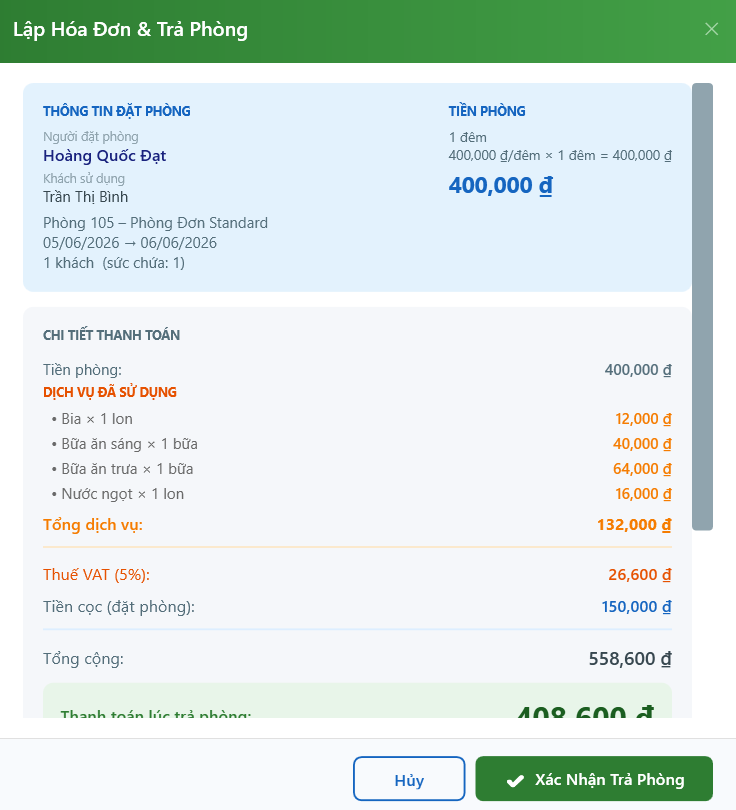 Lập Hóa Đơn & Trả Phòng
THÔNG TIN ĐẶT PHÒNG
Người đặt phòng
Hoàng Quốc Đạt
Khách sử dụng
Trần Thị Bình
Phòng 105 – Phòng Đơn Standard
05/06/2026 → 06/06/2026
1 khách (sức chứa: 1)
TIỀN PHÒNG
1 đêm
400,000 ₫/đêm × 1 đêm = 400,000 ₫
400,000 ₫
CHI TIẾT THANH TOÁN
Tiền phòng: 400,000 ₫
DỊCH VỤ ĐÃ SỬ DỤNG
• Bia × 1 lon 12,000 ₫
• Bữa ăn sáng × 1 bữa 40,000 ₫
• Bữa ăn trưa × 1 bữa 64,000 ₫
• Nước ngọt × 1 lon 16,000 ₫
Tổng dịch vụ: 132,000 ₫
Thuế VAT (5%): 26,600 ₫
Tiền cọc (đặt phòng): 150,000 ₫
Tổng cộng: 558,600 ₫
Thanh toán lúc trả phòng: 408,600 ₫
Hủy
Xác Nhận Trả Phòng